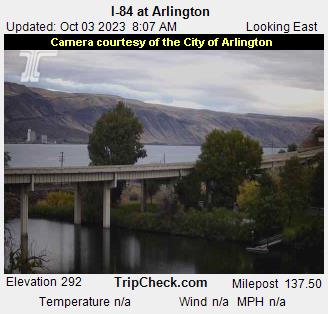 I-84 at Arlington
Updated: Oct 03 2023 8:07 AM Looking East
Camera courtesy of the City of Arlington
Elevation 292 TripCheck.com Milepost 137.50
Temperature n/a Wind n/a MPH n/a